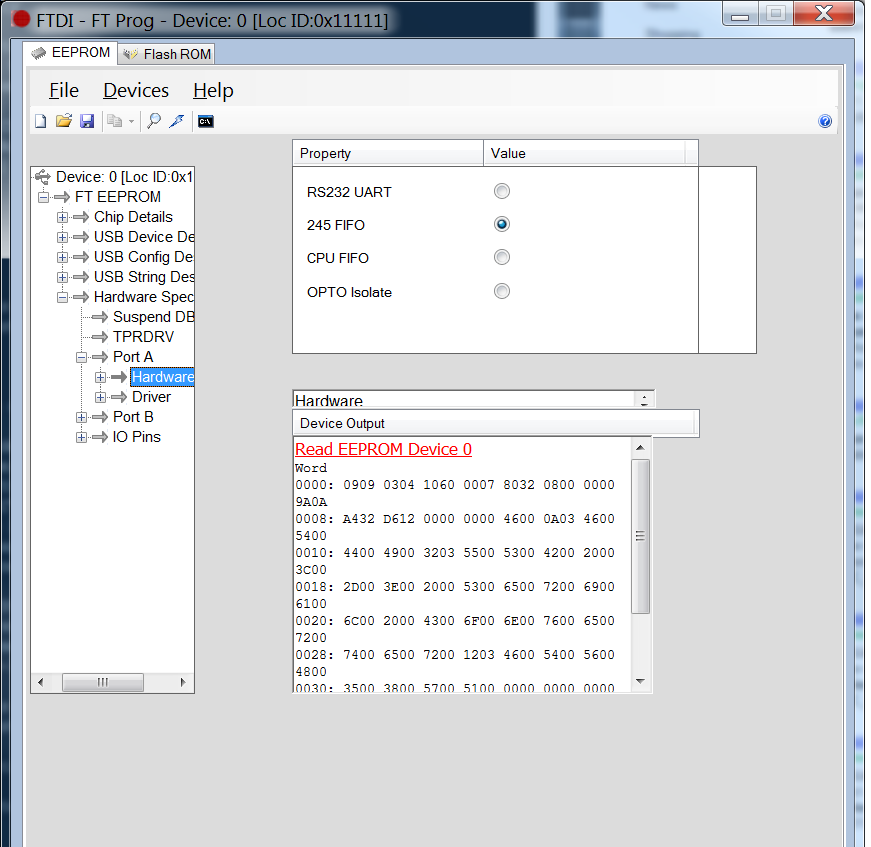 FTDI - FT Prog - Device: 0 [Loc ID:0x11111]
EEPROM
Flash ROM
File Devices Help
C:\
Property Value
Device: 0 [Loc ID:0x1
FT EEPROM
Chip Details
USB Device De
USB Config De
USB String Des
Hardware Spec
Suspend DB
TPRDRV
Port A
Hardware
Driver
Port B
IO Pins
RS232 UART
245 FIFO
CPU FIFO
OPTO Isolate
Hardware
Device Output
Read EEPROM Device 0
Word
0000: 0909 0304 1060 0007 8032 0800 0000
9A0A
0008: A432 D612 0000 0000 4600 0A03 4600
5400
0010: 4400 4900 3203 5500 5300 4200 2000
3C00
0018: 2D00 3E00 2000 5300 6500 7200 6900
6100
0020: 6C00 2000 4300 6F00 6E00 7600 6500
7200
0028: 7400 6500 7200 1203 4600 5400 5600
4800
0030: 3500 3800 5700 5100 0000 0000 0000